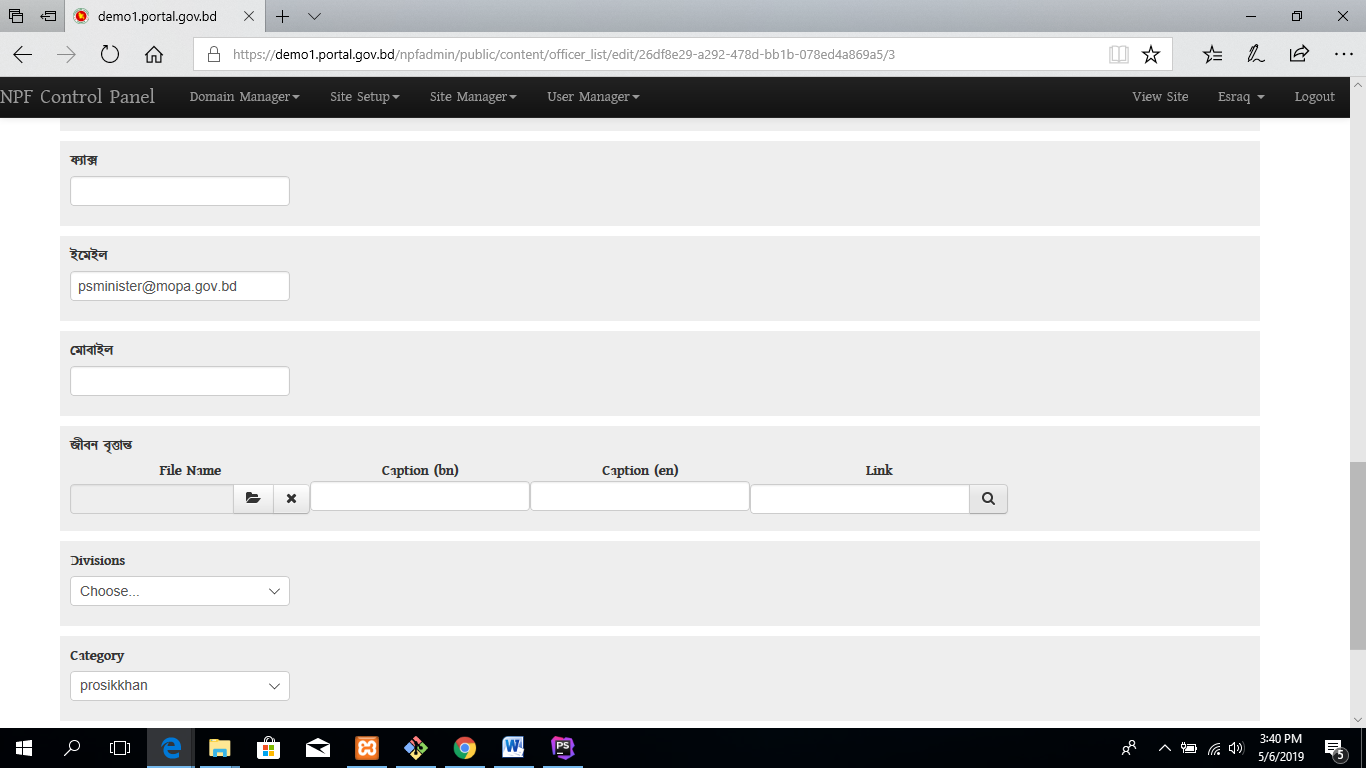 demo1.portal.gov.bd
https://demo1.portal.gov.bd/npfadmin/public/content/officer_list/edit/26df8e29-a292-478d-bb1b-078ed4a869a5/3
NPF Control Panel Domain Manager Site Setup Site Manager User Manager View Site Esraq Logout
ফ্যাক্স
ইমেইল
psminister@mopa.gov.bd
মোবাইল
জীবন বৃত্তান্ত
File Name Caption (bn) Caption (en) Link
Divisions
Choose...
Category
prosikkhan
W PS 3:40 PM
5/6/2019 5